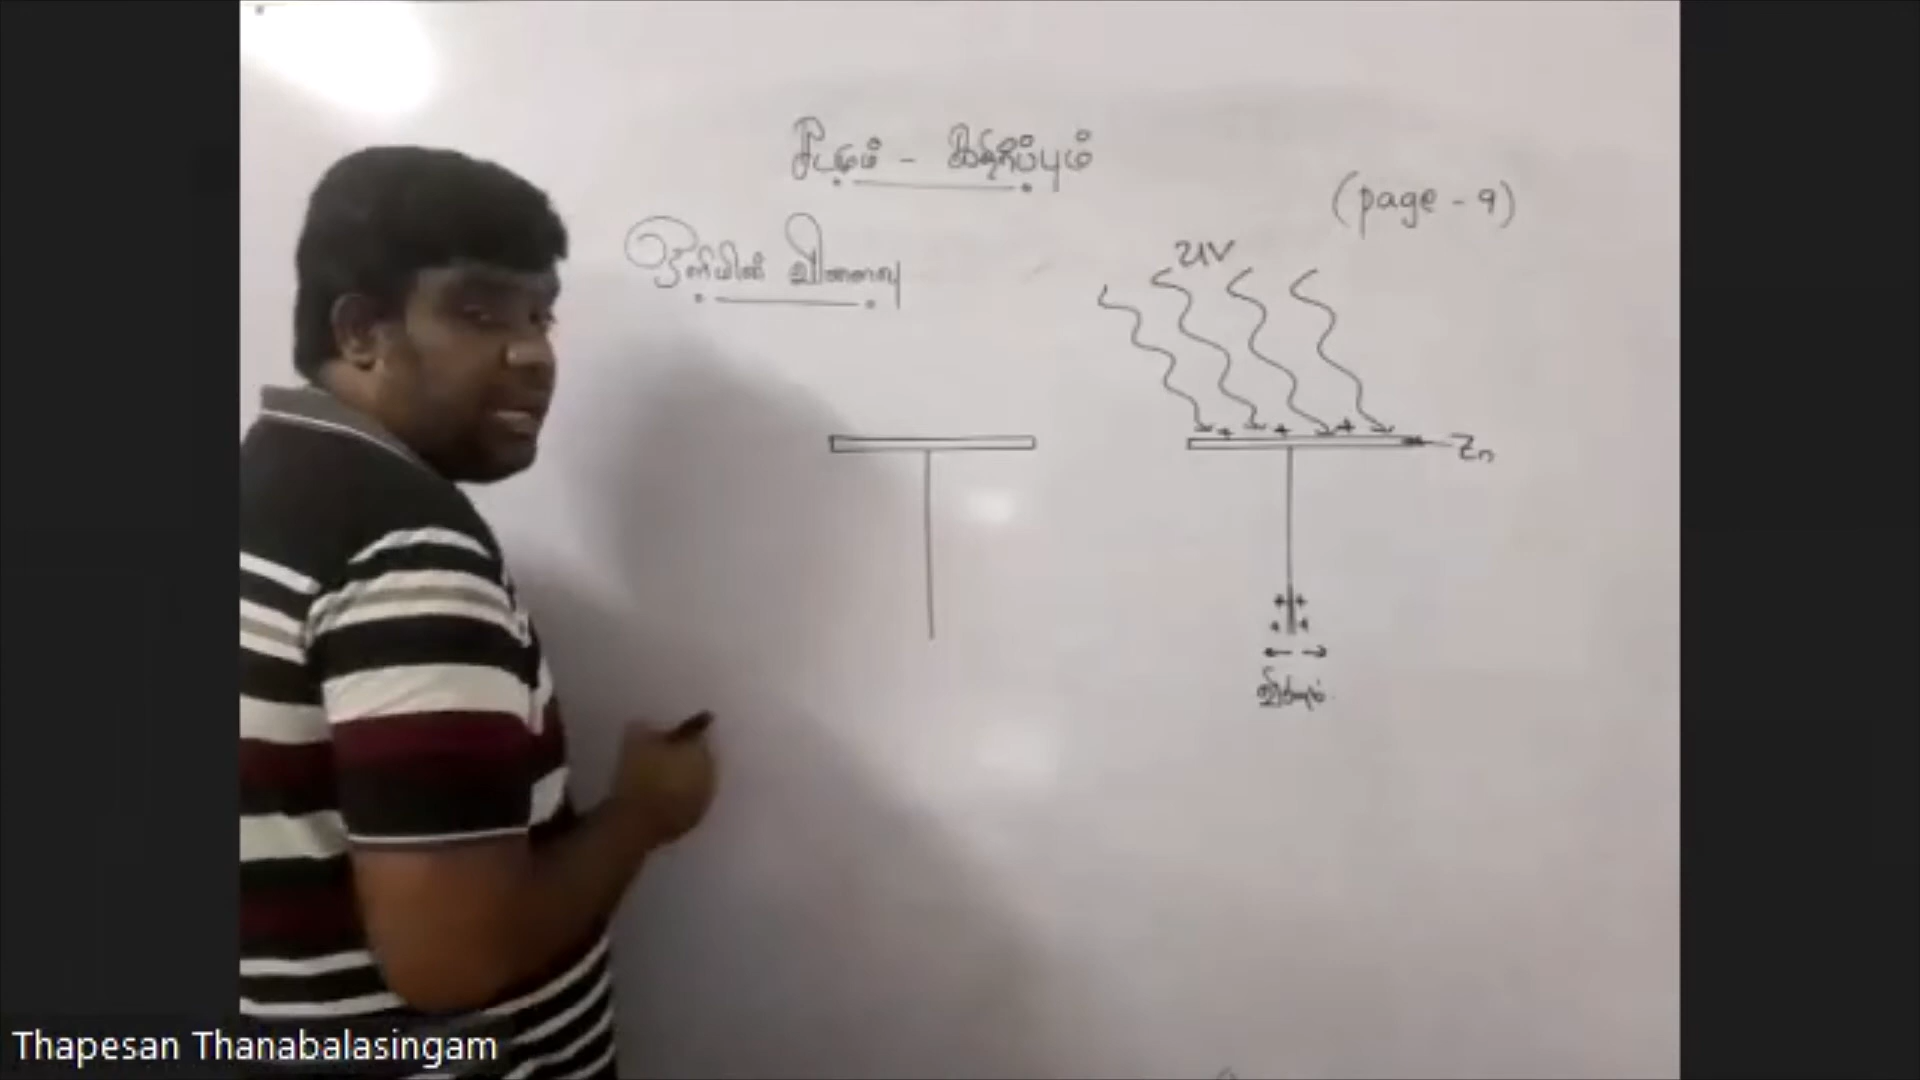 சடமும் - கதிர்ப்பும்
(page - 9)
ஒளியின் விளைவு
UV
+ + +
Zn
+ +
+ +
விரியும்
Thapesan Thanabalasingam